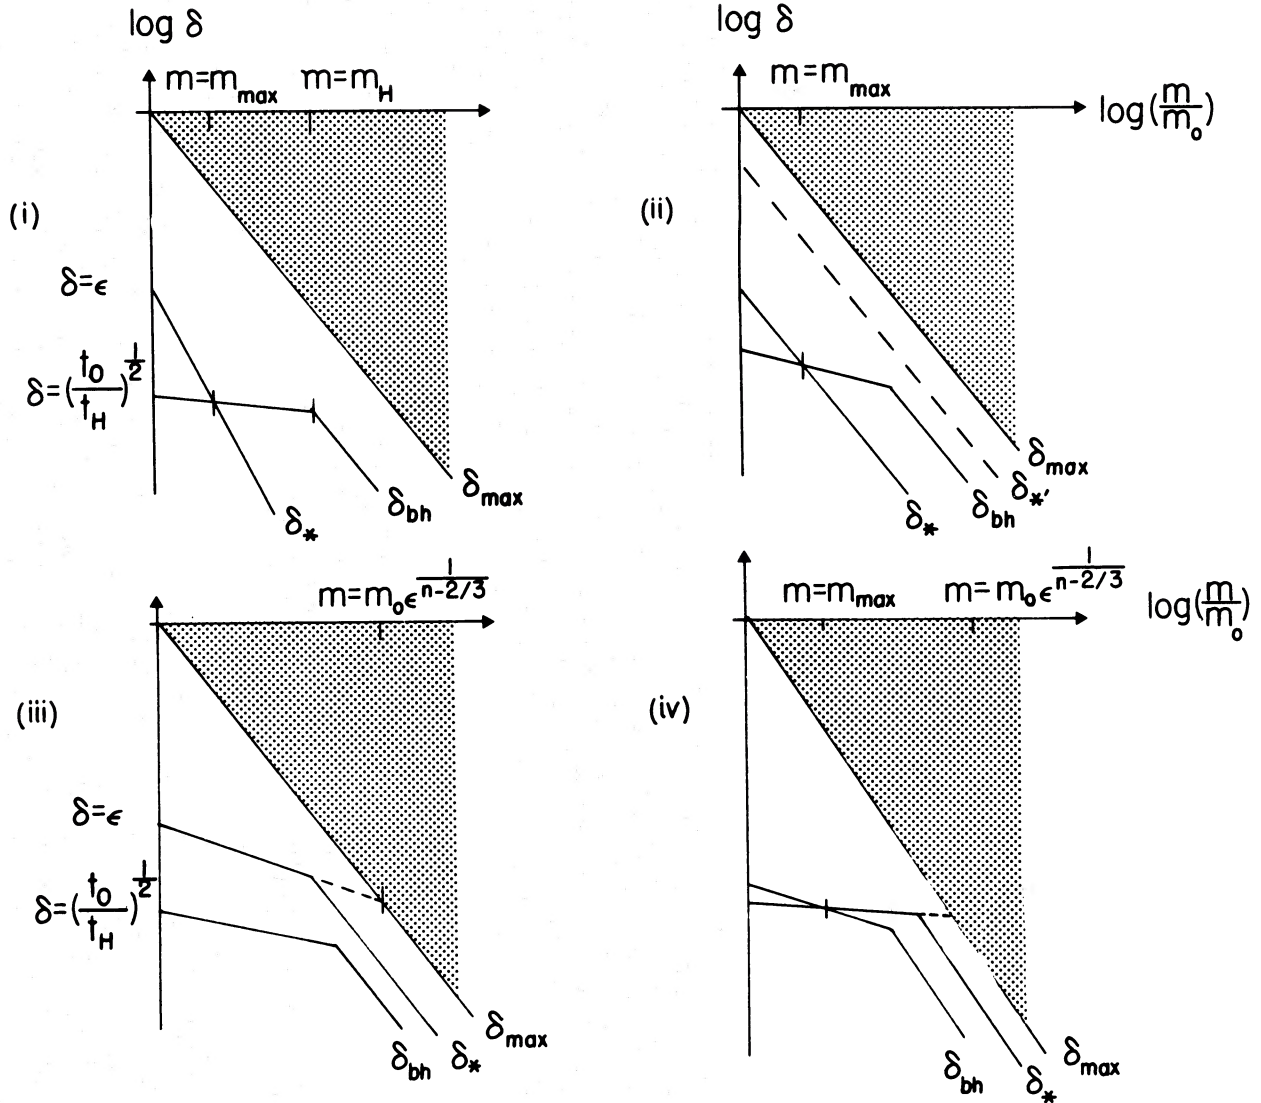 log δ
m=m_max m=m_H
(i)
δ=ϵ
δ=(t_0/t_H)^1/2
δ_*
δ_bh
δ_max
log δ
m=m_max
log(m/m_o)
(ii)
δ_max
δ_*'
δ_bh
δ_*
m=m_oϵ^1/(n-2/3)
(iii)
δ=ϵ
δ=(t_0/t_H)^1/2
δ_bh
δ_*
δ_max
m=m_max m=m_oϵ^1/(n-2/3)
log(m/m_o)
(iv)
δ_bh
δ_*
δ_max